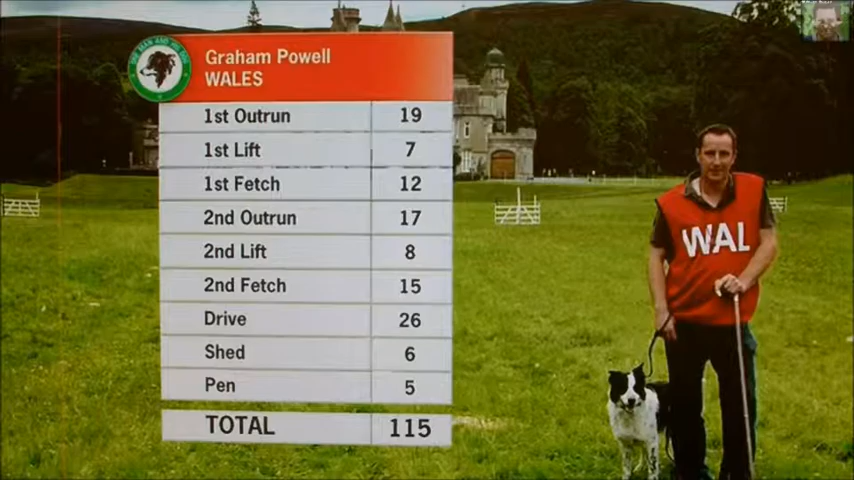 Graham Powell
WALES
1st Outrun 19
1st Lift 7
1st Fetch 12
2nd Outrun 17
2nd Lift 8
2nd Fetch 15
Drive 26
Shed 6
Pen 5
TOTAL 115
WAL